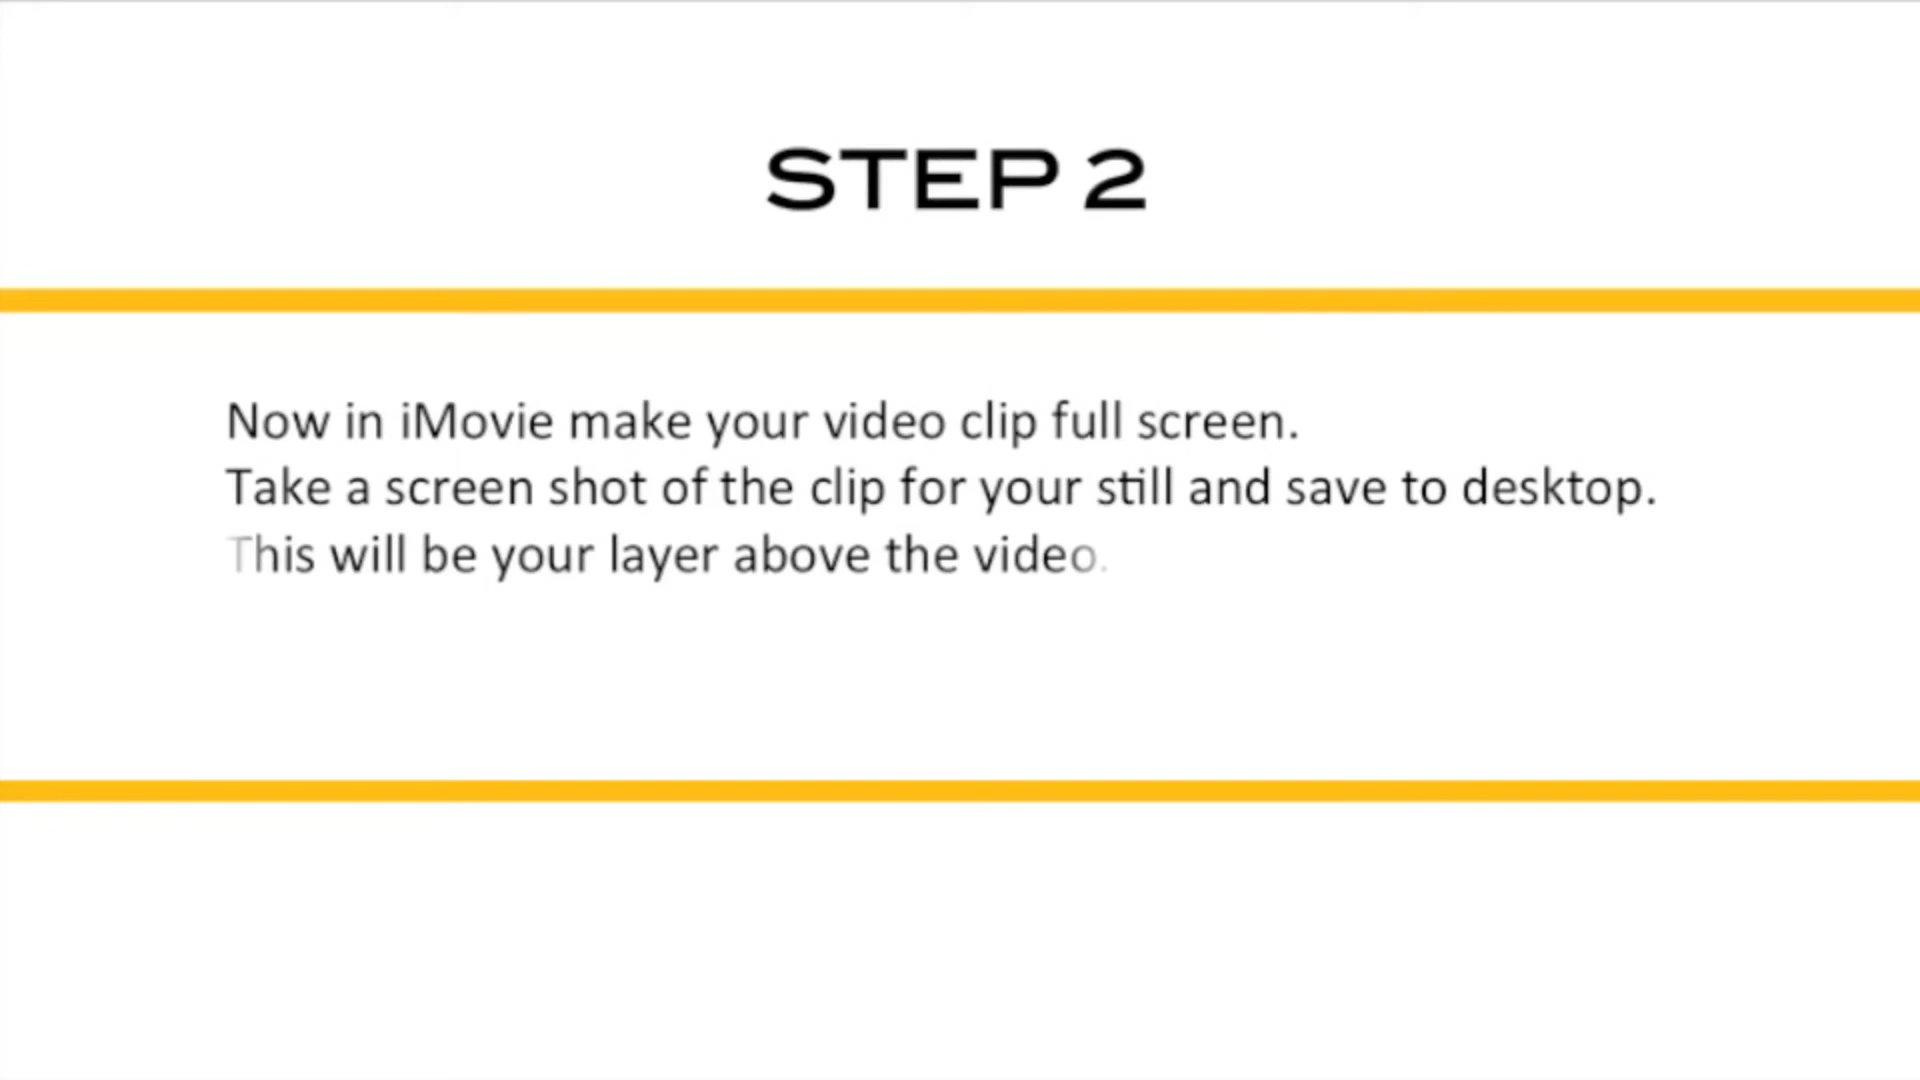 STEP 2
Now in iMovie make your video clip full screen.
Take a screen shot of the clip for your still and save to desktop.
This will be your layer above the video.